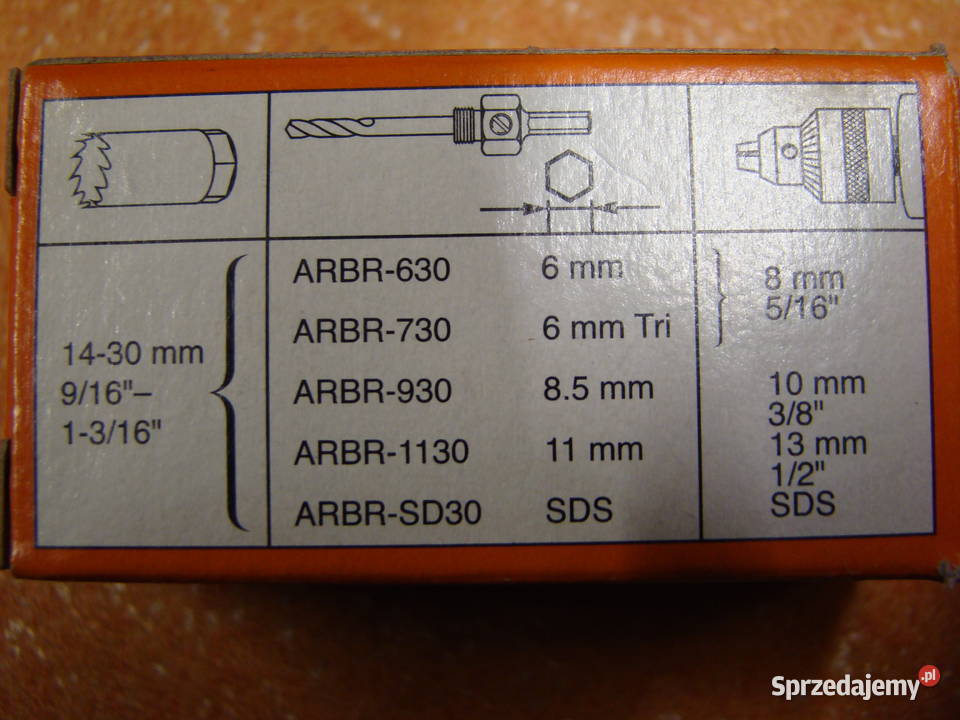 14-30 mm
9/16"–
1-3/16"
ARBR-630 6 mm
ARBR-730 6 mm Tri
ARBR-930 8.5 mm
ARBR-1130 11 mm
ARBR-SD30 SDS
8 mm
5/16"
10 mm
3/8"
13 mm
1/2"
SDS
Sprzedajemy.pl